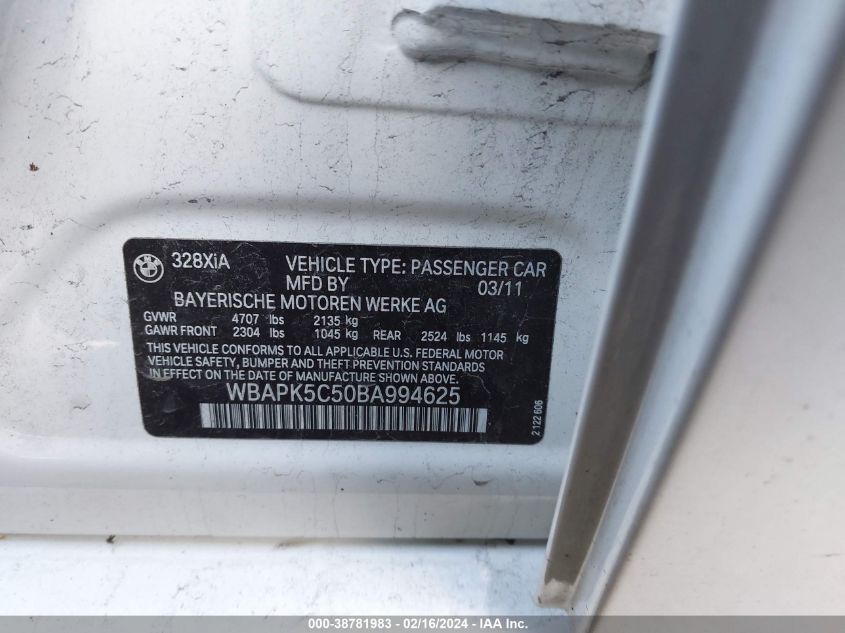 BMW
328XiA VEHICLE TYPE: PASSENGER CAR
MFD BY 03/11
BAYERISCHE MOTOREN WERKE AG
GVWR 4707 lbs 2135 kg
GAWR FRONT 2304 lbs 1045 kg REAR 2524 lbs 1145 kg
THIS VEHICLE CONFORMS TO ALL APPLICABLE U.S. FEDERAL MOTOR
VEHICLE SAFETY, BUMPER AND THEFT PREVENTION STANDARDS
IN EFFECT ON THE DATE OF MANUFACTURE SHOWN ABOVE.
WBAPK5C50BA994625
2122 606
000-38781983 - 02/16/2024 - IAA Inc.